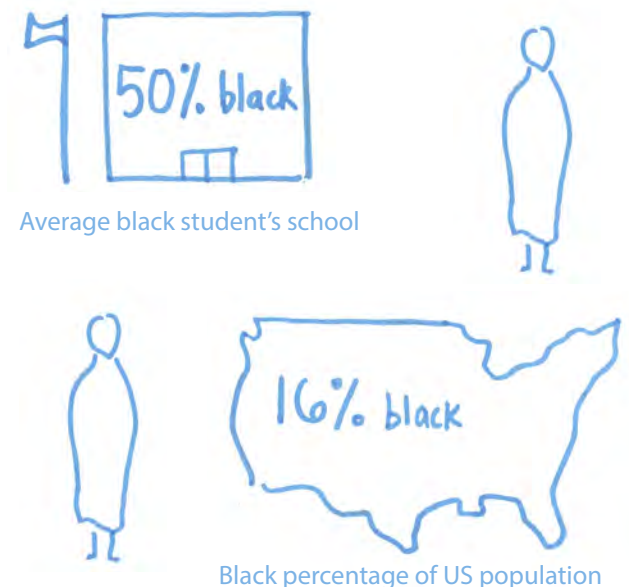 50% black
Average black student’s school
16% black
Black percentage of US population